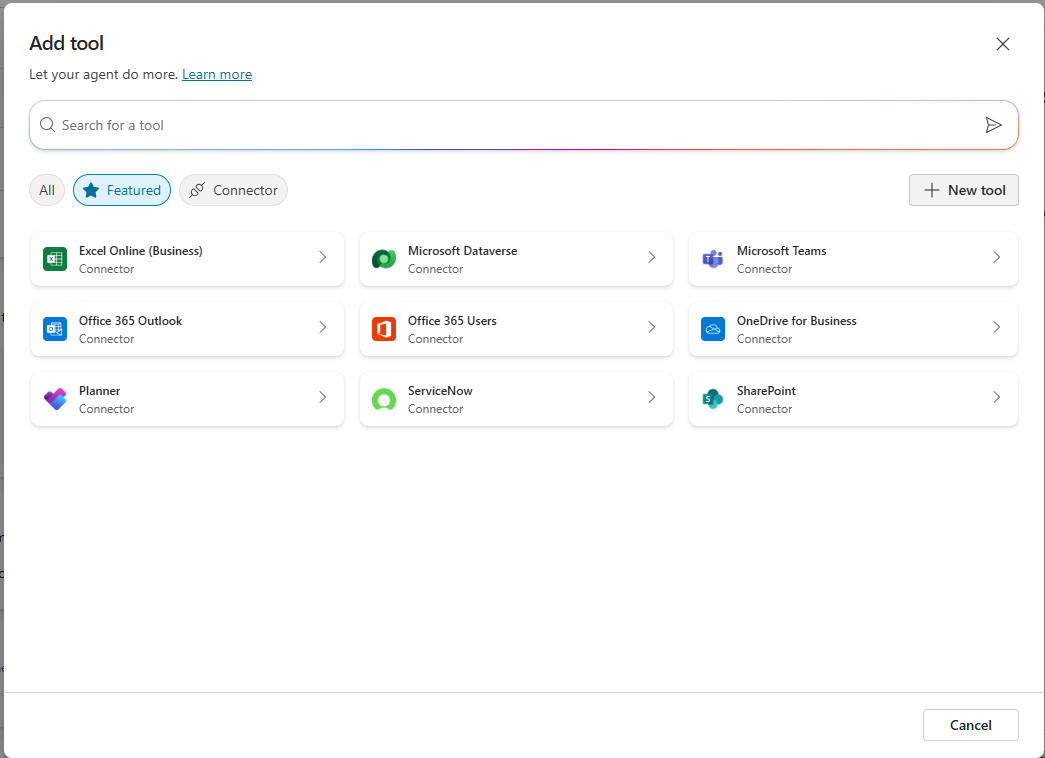 Add tool
Let your agent do more. Learn more
Search for a tool
All
Featured
Connector
New tool
Excel Online (Business)
Connector
Microsoft Dataverse
Connector
Microsoft Teams
Connector
Office 365 Outlook
Connector
Office 365 Users
Connector
OneDrive for Business
Connector
Planner
Connector
ServiceNow
Connector
SharePoint
Connector
Cancel